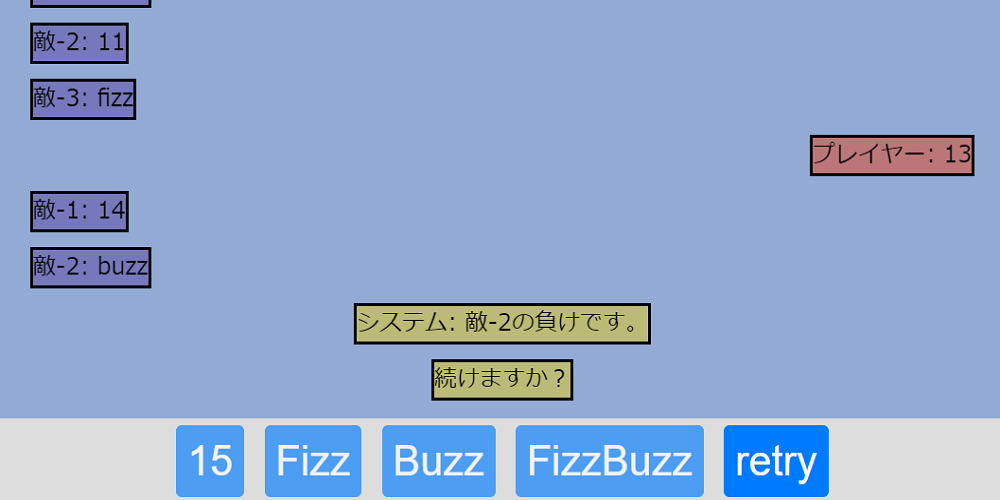 敵-2: 11
敵-3: fizz
プレイヤー: 13
敵-1: 14
敵-2: buzz
システム: 敵-2の負けです。
続けますか？
15 Fizz Buzz FizzBuzz retry